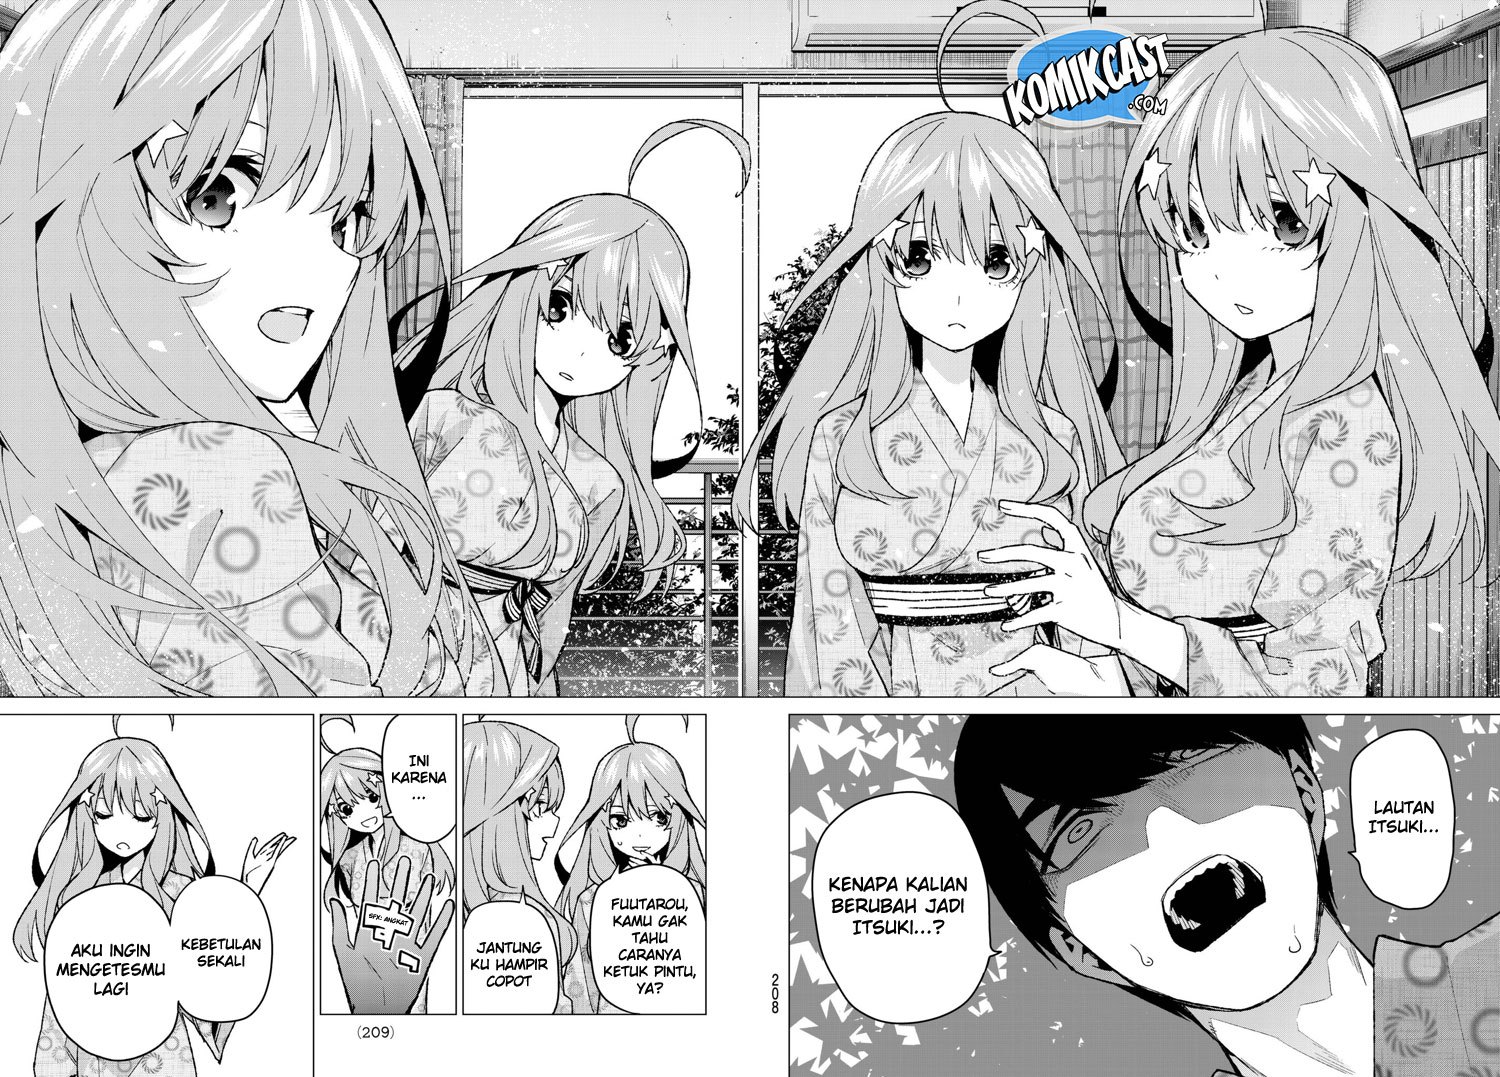 KOMIKCAST
.COM
LAUTAN
ITSUKI...
KENAPA KALIAN
BERUBAH JADI
ITSUKI...?
208
FUUTAROU,
KAMU GAK
TAHU
CARANYA
KETUK PINTU,
YA?
JANTUNG
KU HAMPIR
COPOT
INI
KARENA
...
SFX: ANGKAT
KEBETULAN
SEKALI
AKU INGIN
MENGETESMU
LAGI
(209)